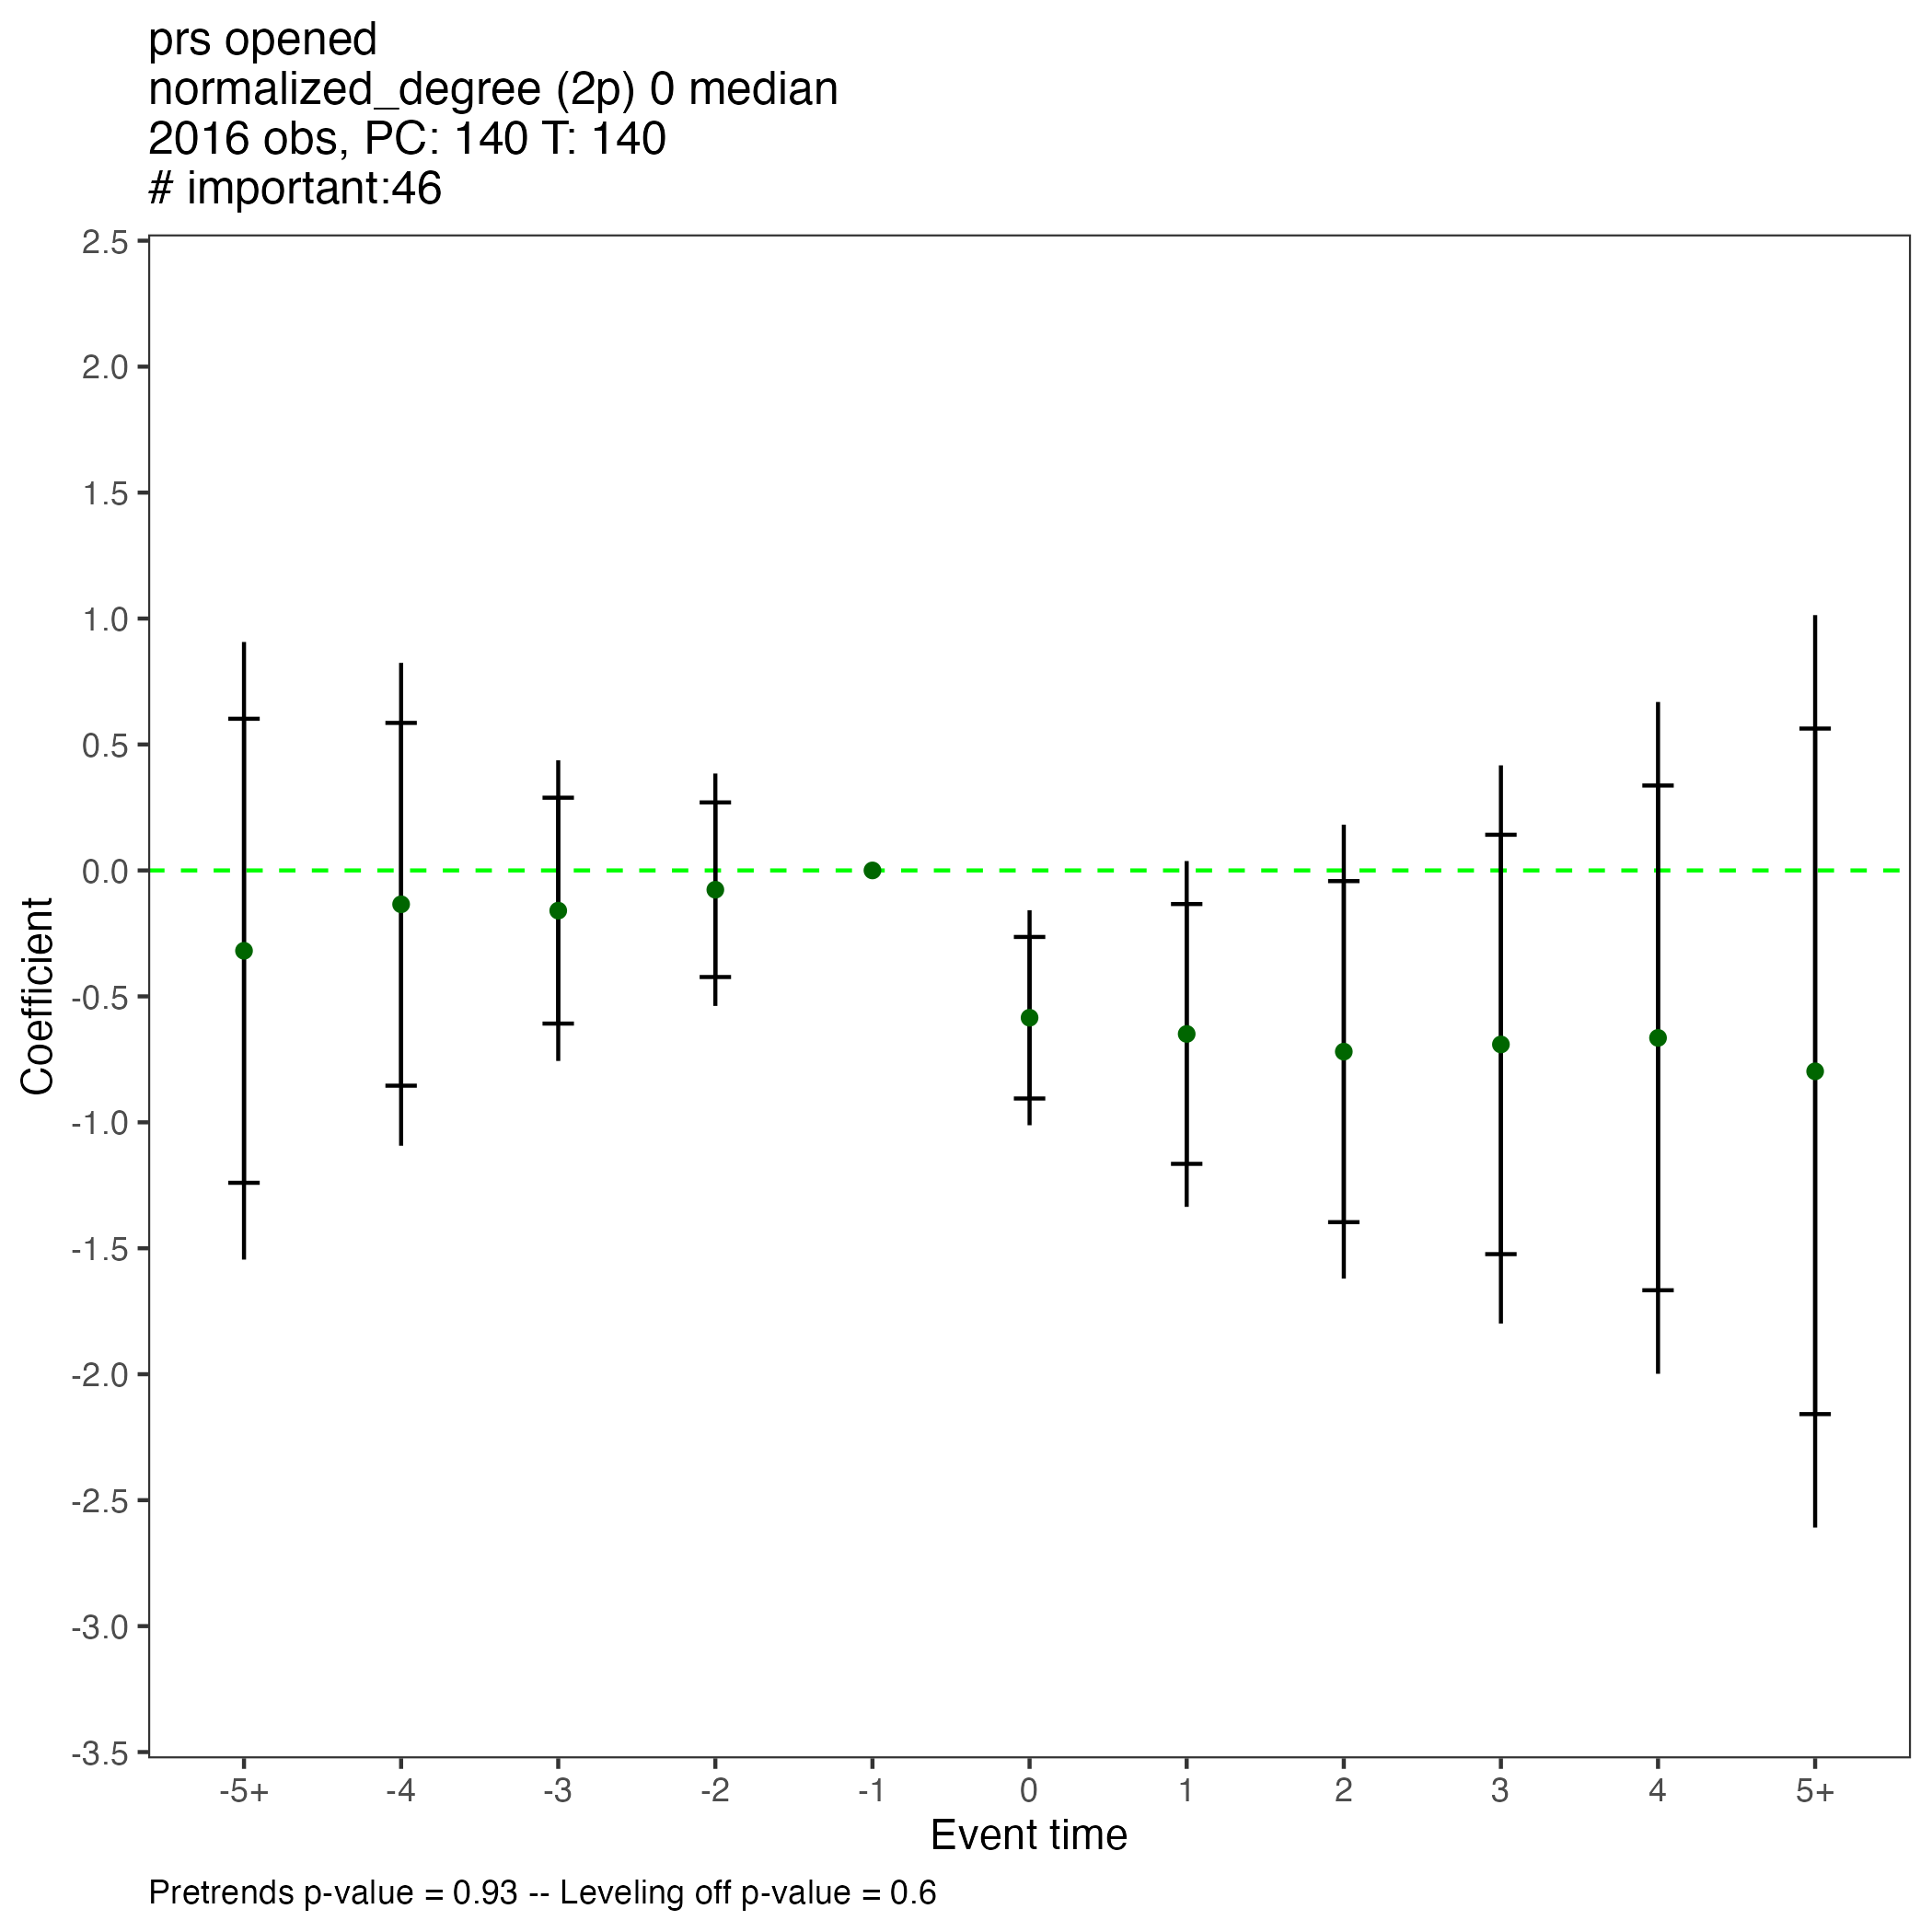 prs opened
normalized_degree (2p) 0 median
2016 obs, PC: 140 T: 140
# important:46
2.5
2.0
1.5
1.0
0.5
0.0
-0.5
-1.0
-1.5
-2.0
-2.5
-3.0
-3.5
Coefficient
-5+ -4 -3 -2 -1 0 1 2 3 4 5+
Event time
Pretrends p-value = 0.93 -- Leveling off p-value = 0.6